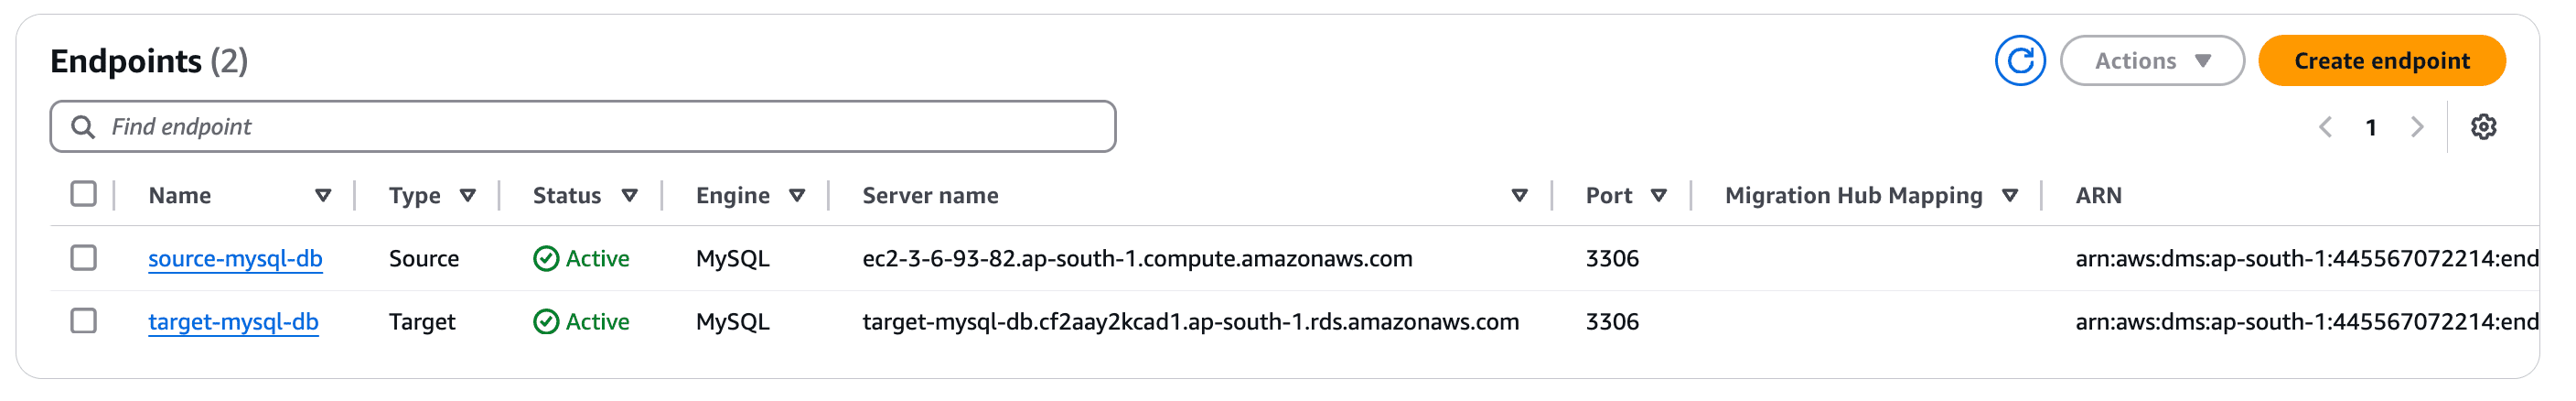 Endpoints (2)
Actions
Create endpoint
Find endpoint
1
Name Type Status Engine Server name Port Migration Hub Mapping ARN
source-mysql-db Source Active MySQL ec2-3-6-93-82.ap-south-1.compute.amazonaws.com 3306 arn:aws:dms:ap-south-1:445567072214:end
target-mysql-db Target Active MySQL target-mysql-db.cf2aay2kcad1.ap-south-1.rds.amazonaws.com 3306 arn:aws:dms:ap-south-1:445567072214:end